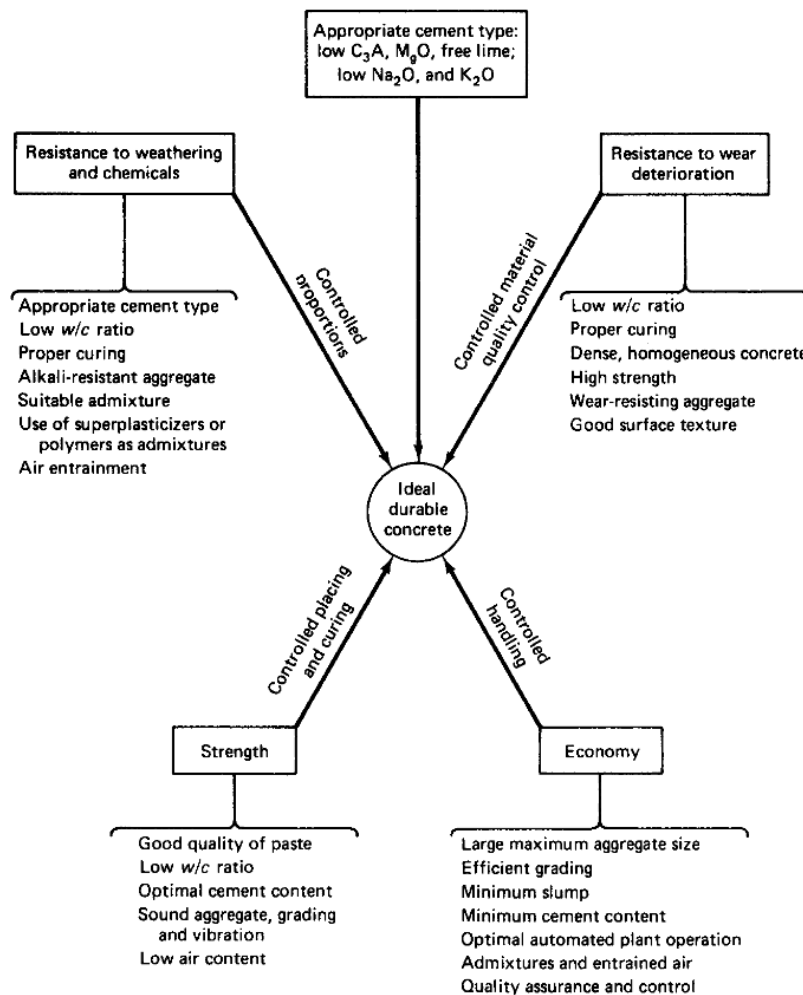 Appropriate cement type:
low C₃A, MgO, free lime;
low Na₂O, and K₂O
Resistance to weathering
and chemicals
Resistance to wear
deterioration
Controlled
proportions
Controlled material
quality control
Appropriate cement type
Low w/c ratio
Proper curing
Alkali-resistant aggregate
Suitable admixture
Use of superplasticizers or
polymers as admixtures
Air entrainment
Low w/c ratio
Proper curing
Dense, homogeneous concrete
High strength
Wear-resisting aggregate
Good surface texture
Ideal
durable
concrete
Controlled placing
and curing
Controlled
handling
Strength
Economy
Good quality of paste
Low w/c ratio
Optimal cement content
Sound aggregate, grading
and vibration
Low air content
Large maximum aggregate size
Efficient grading
Minimum slump
Minimum cement content
Optimal automated plant operation
Admixtures and entrained air
Quality assurance and control